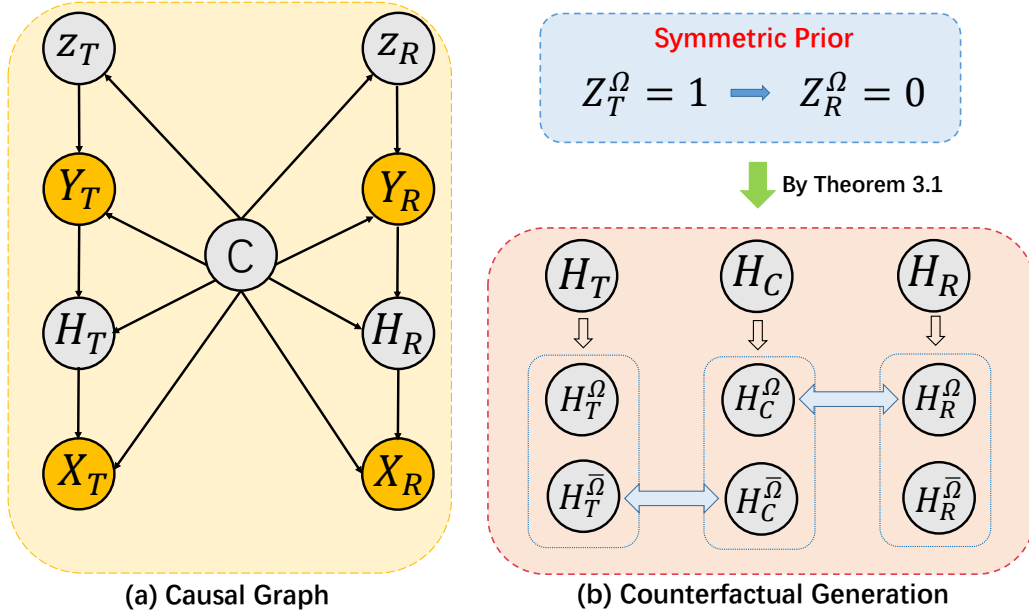 z_T z_R
Y_T Y_R
C
H_T H_R
X_T X_R
(a) Causal Graph
Symmetric Prior
Z_T^Ω = 1 → Z_R^Ω = 0
By Theorem 3.1
H_T H_C H_R
H_T^Ω H_C^Ω H_R^Ω
H_T^Ω̅ H_C^Ω̅ H_R^Ω̅
(b) Counterfactual Generation